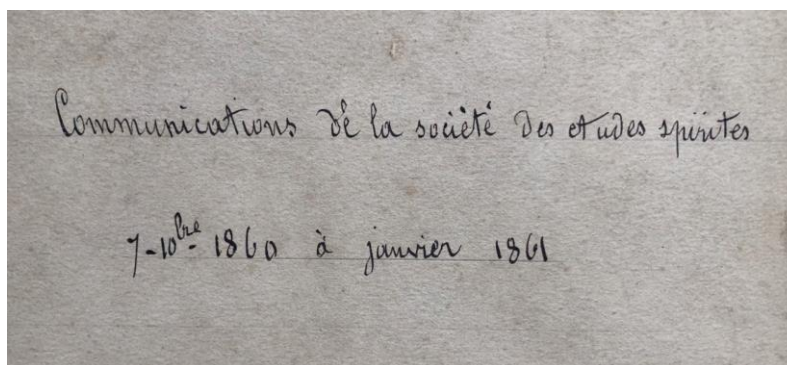 Communications de la société des etudes spirites
7-10bre- 1860 à janvier 1861